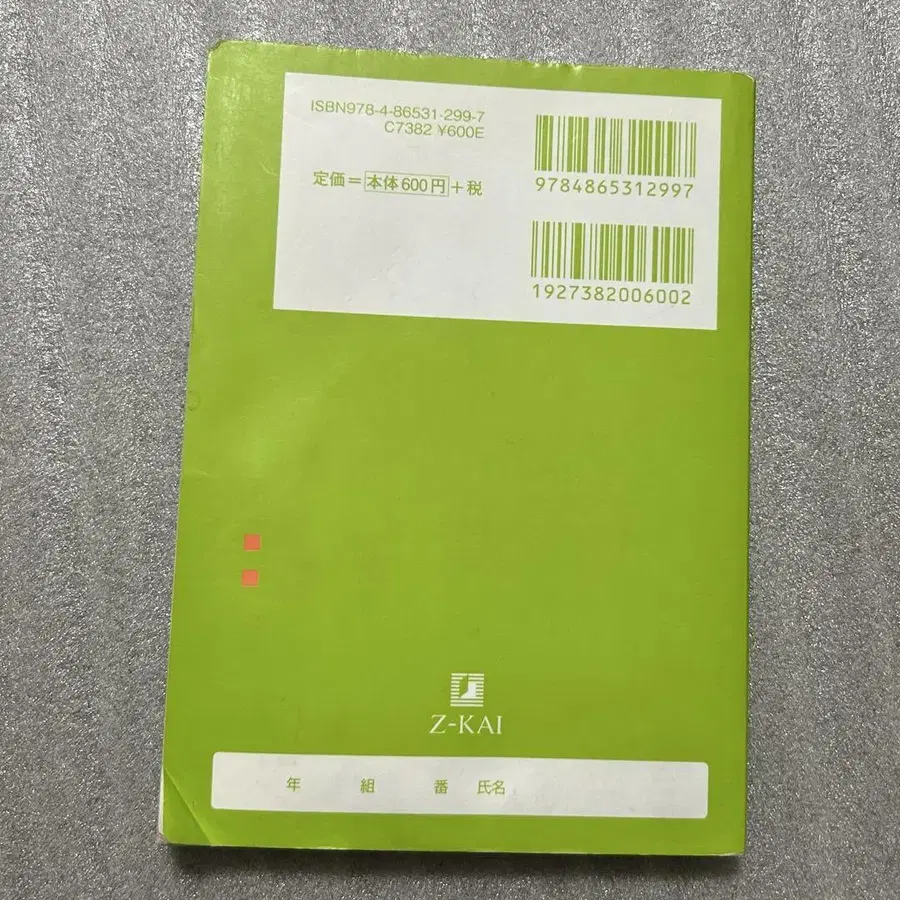 ISBN978-4-86531-299-7
C7382 ¥600E
定価=本体600円+税
9784865312997
1927382006002
Z-KAI
年 組 番 氏名